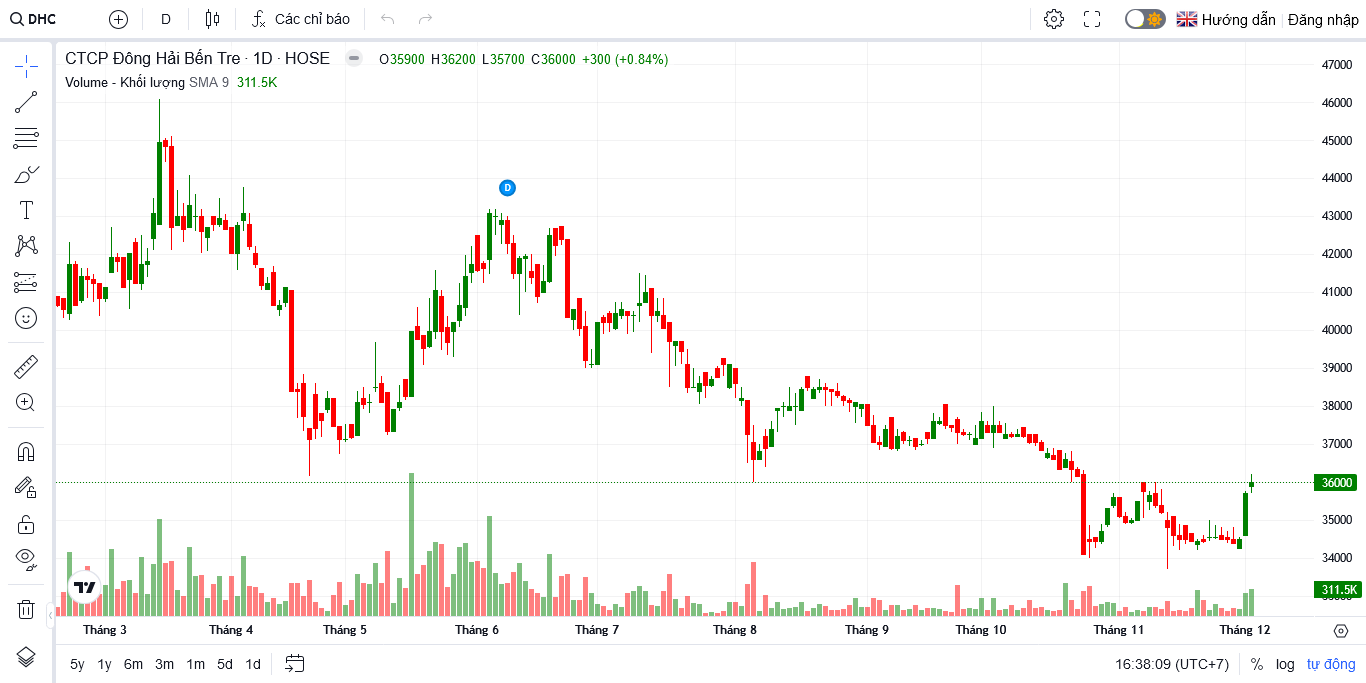 DHC D Các chỉ báo Hướng dẫn Đăng nhập
CTCP Đông Hải Bến Tre · 1D · HOSE O35900 H36200 L35700 C36000 +300 (+0.84%)
Volume - Khối lượng SMA 9 311.5K
D
47000
46000
45000
44000
43000
42000
41000
40000
39000
38000
37000
36000
35000
34000
311.5K
Tháng 3 Tháng 4 Tháng 5 Tháng 6 Tháng 7 Tháng 8 Tháng 9 Tháng 10 Tháng 11 Tháng 12
5y 1y 6m 3m 1m 5d 1d 16:38:09 (UTC+7) % log tự động